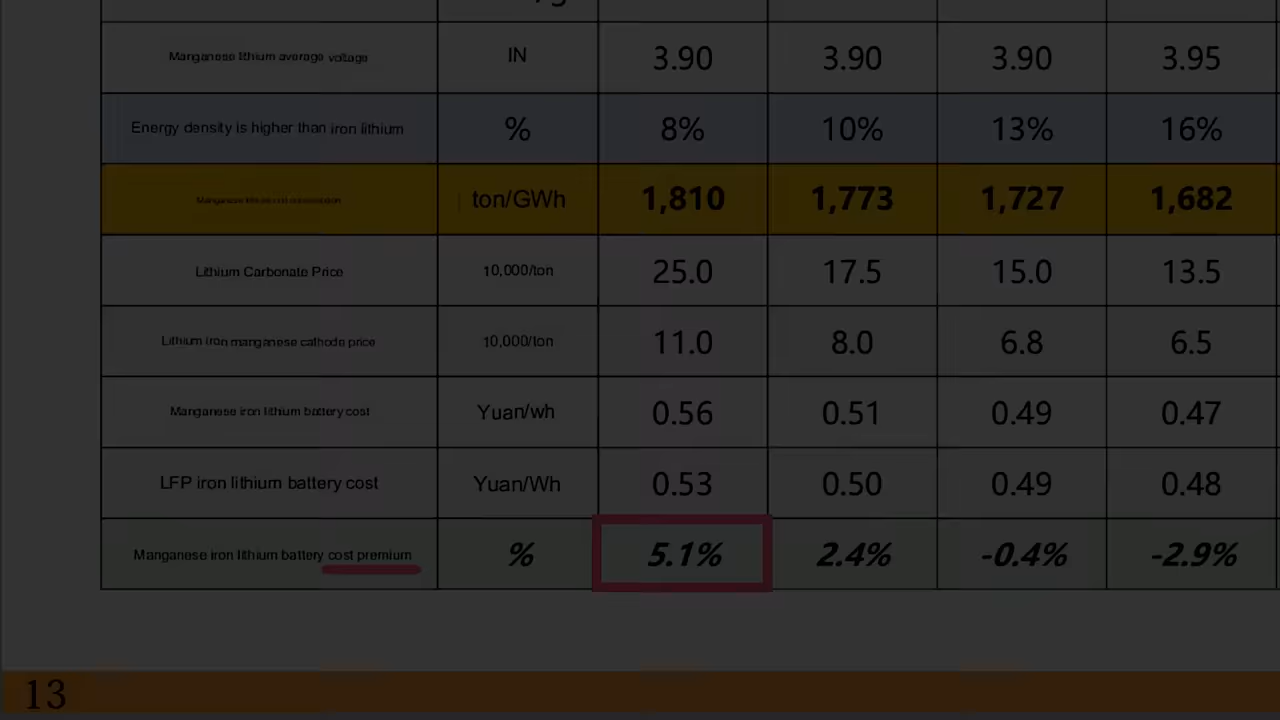 Manganese lithium average voltage IN 3.90 3.90 3.90 3.95
Energy density is higher than iron lithium % 8% 10% 13% 16%
ton/GWh 1,810 1,773 1,727 1,682
Lithium Carbonate Price 10,000/ton 25.0 17.5 15.0 13.5
Lithium iron manganese cathode price 10,000/ton 11.0 8.0 6.8 6.5
Manganese iron lithium battery cost Yuan/wh 0.56 0.51 0.49 0.47
LFP iron lithium battery cost Yuan/Wh 0.53 0.50 0.49 0.48
Manganese iron lithium battery cost premium % 5.1% 2.4% -0.4% -2.9%
13